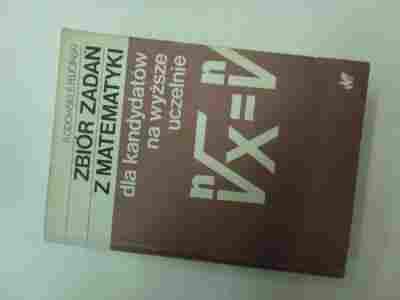 ZBIÓR ZADAŃ
Z MATEMATYKI
dla kandydatów
na wyższe
uczelnie
n√x=n√